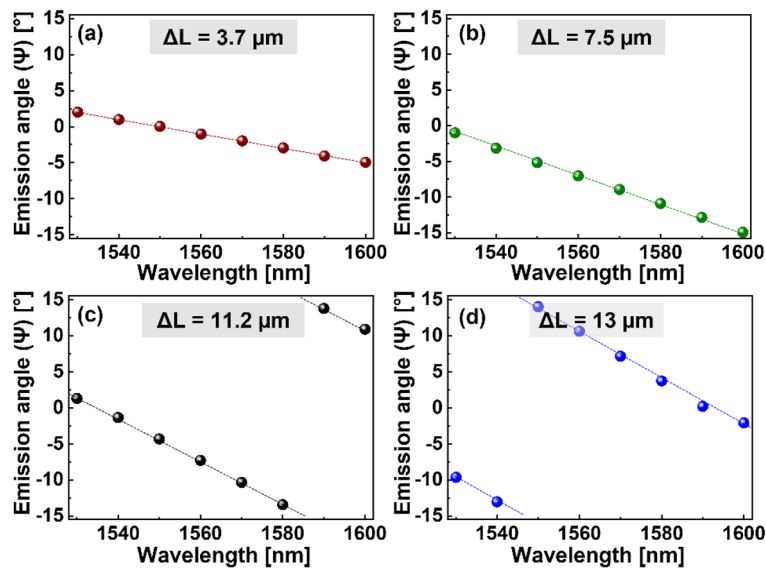 (a) ΔL = 3.7 µm
15
10
5
0
-5
-10
-15
Emission angle (Ψ) [°]
1540 1560 1580 1600
Wavelength [nm]
(b) ΔL = 7.5 µm
15
10
5
0
-5
-10
-15
Emission angle (Ψ) [°]
1540 1560 1580 1600
Wavelength [nm]
(c) ΔL = 11.2 µm
15
10
5
0
-5
-10
-15
Emission angle (Ψ) [°]
1540 1560 1580 1600
Wavelength [nm]
(d) ΔL = 13 µm
15
10
5
0
-5
-10
-15
Emission angle (Ψ) [°]
1540 1560 1580 1600
Wavelength [nm]